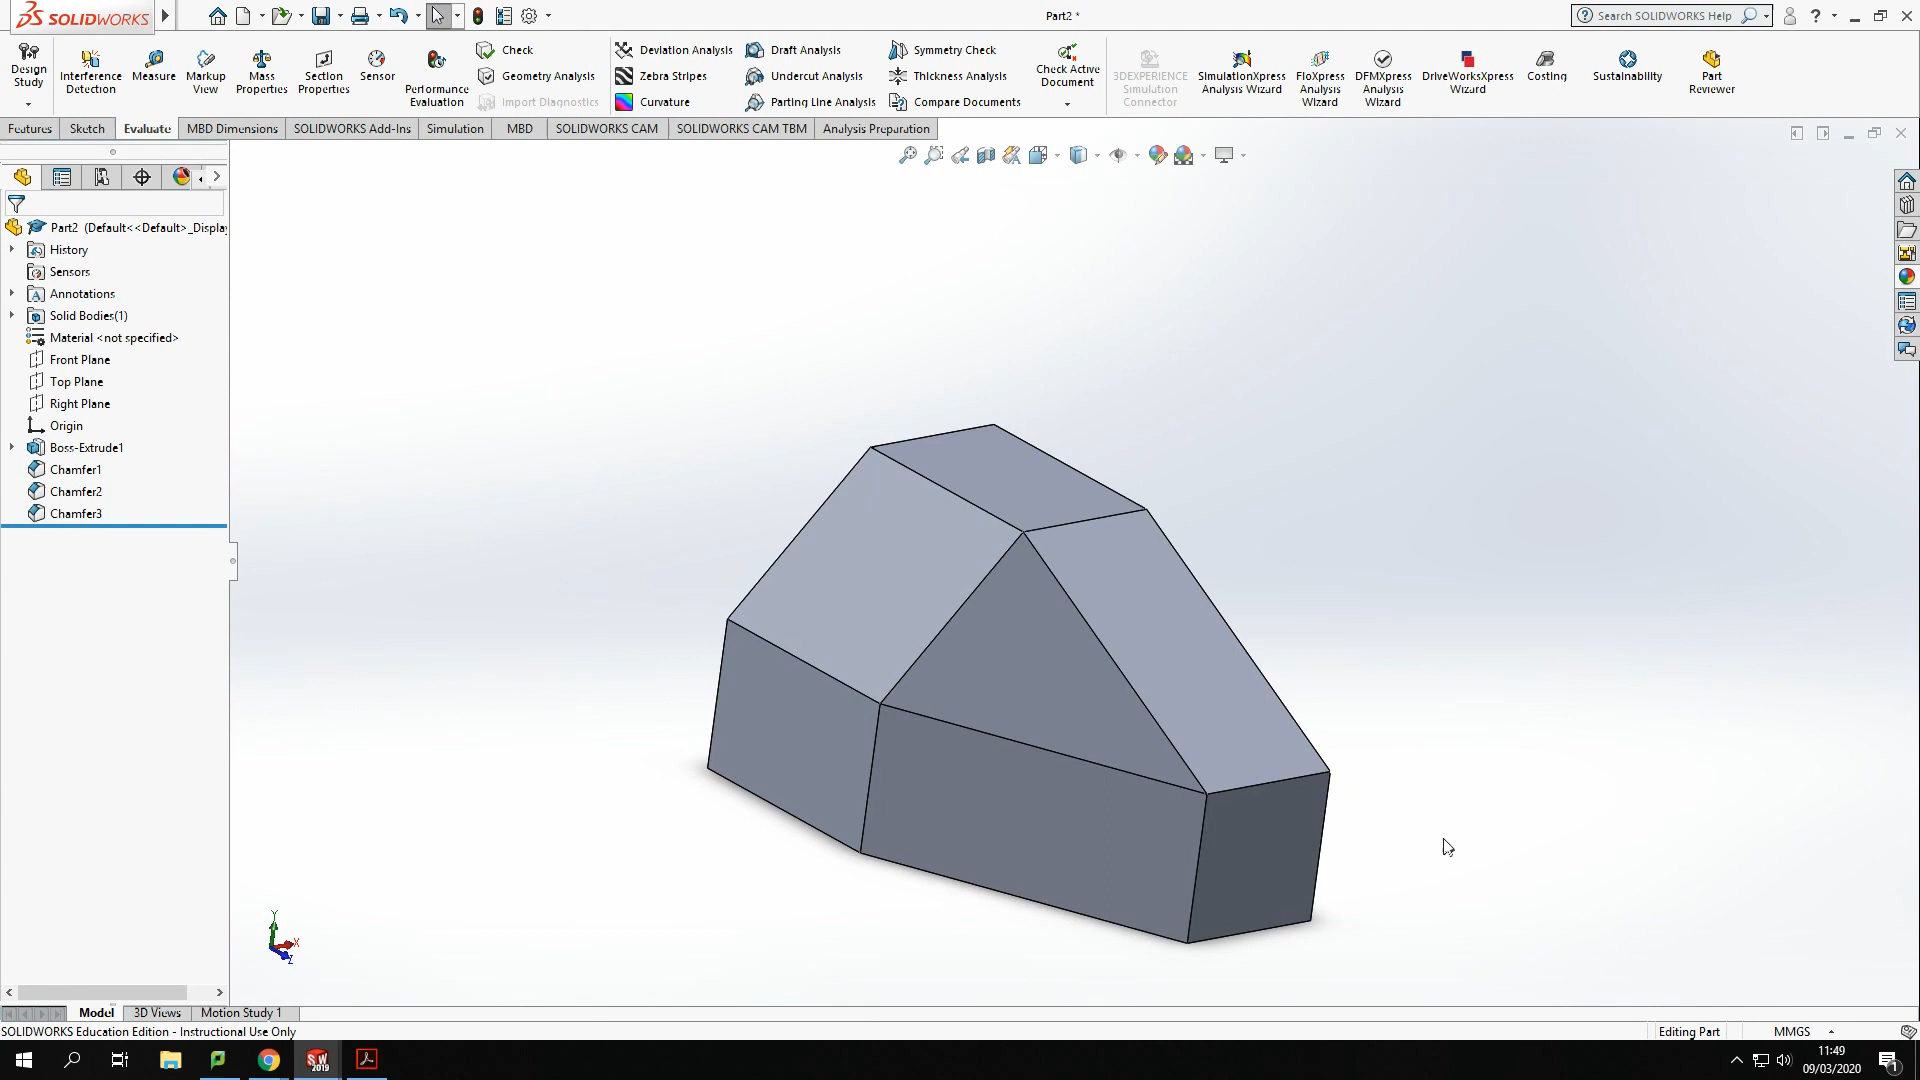 SOLIDWORKS
Part2 *
Search SOLIDWORKS Help
Design Study
Interference Detection
Measure
Markup View
Mass Properties
Section Properties
Sensor
Performance Evaluation
Check
Geometry Analysis
Import Diagnostics
Deviation Analysis
Zebra Stripes
Curvature
Draft Analysis
Undercut Analysis
Parting Line Analysis
Symmetry Check
Thickness Analysis
Compare Documents
Check Active Document
3DEXPERIENCE Simulation Connector
SimulationXpress Analysis Wizard
FloXpress Analysis Wizard
DFMXpress Analysis Wizard
DriveWorksXpress Wizard
Costing
Sustainability
Part Reviewer
Features
Sketch
Evaluate
MBD Dimensions
SOLIDWORKS Add-Ins
Simulation
MBD
SOLIDWORKS CAM
SOLIDWORKS CAM TBM
Analysis Preparation
Part2 (Default<<Default>_Displa
History
Sensors
Annotations
Solid Bodies(1)
Material <not specified>
Front Plane
Top Plane
Right Plane
Origin
Boss-Extrude1
Chamfer1
Chamfer2
Chamfer3
Y
X
Z
Model
3D Views
Motion Study 1
SOLIDWORKS Education Edition - Instructional Use Only
Editing Part
MMGS
SW
2019
11:49
09/03/2020
1